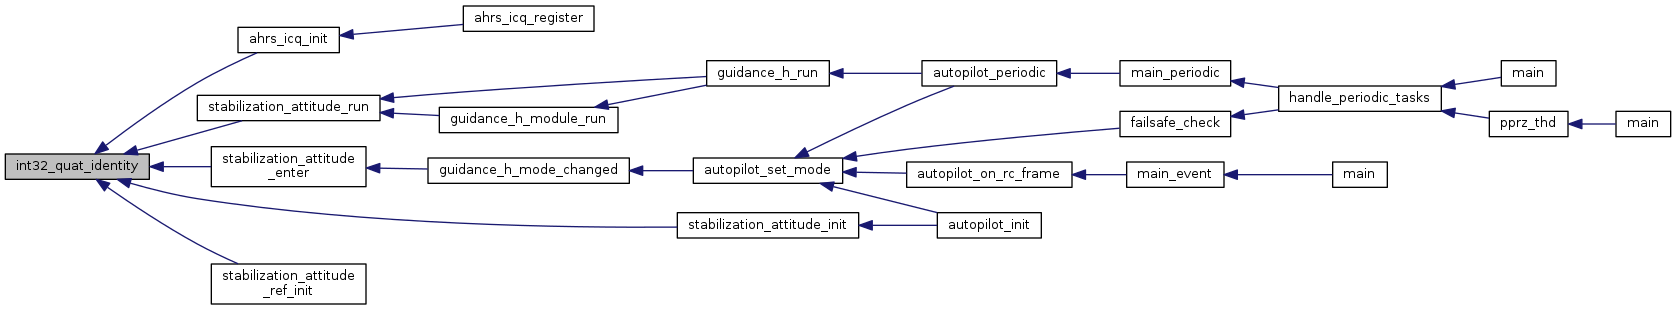 ahrs_icq_register
ahrs_icq_init
guidance_h_run
autopilot_periodic
main_periodic
main
handle_periodic_tasks
stabilization_attitude_run
guidance_h_module_run
failsafe_check
pprz_thd
main
int32_quat_identity
stabilization_attitude
_enter
guidance_h_mode_changed
autopilot_set_mode
autopilot_on_rc_frame
main_event
main
stabilization_attitude_init
autopilot_init
stabilization_attitude
_ref_init